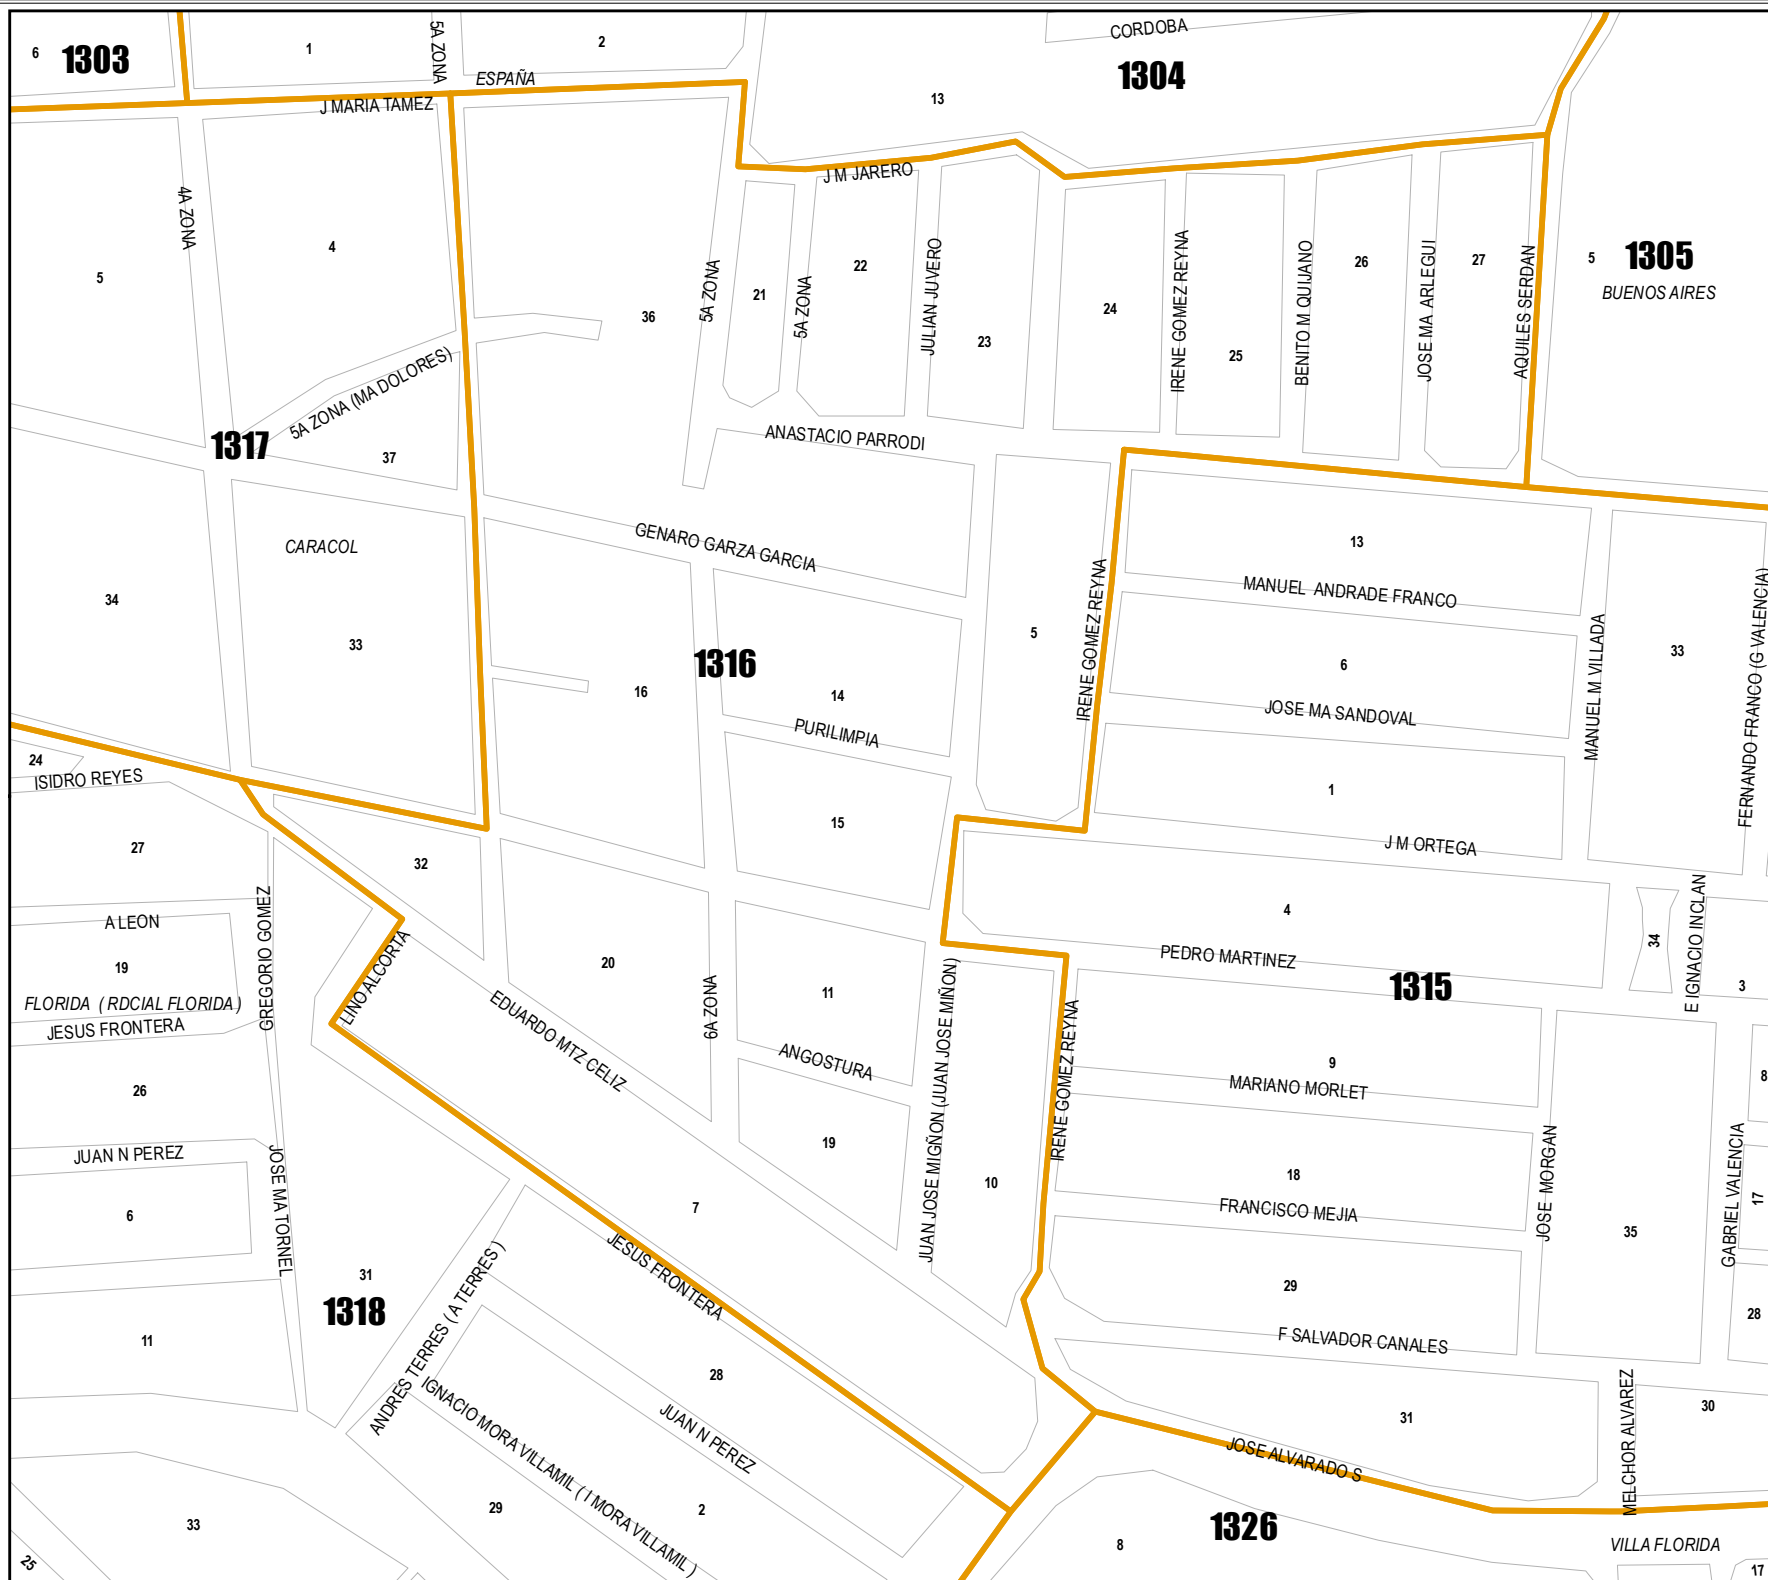 6
1303
1
5A ZONA
2
ESPAÑA
CORDOBA
1304
13
J MARIA TAMEZ
J M JARERO
4A ZONA
4
5
36
5A ZONA
21
5A ZONA
22
JULIAN JUVERO
23
24
IRENE GOMEZ REYNA
25
BENITO M QUIJANO
26
JOSE MA ARLEGUI
27
AQUILES SERDAN
5
1305
BUENOS AIRES
5A ZONA (MA DOLORES)
1317
37
ANASTACIO PARRODI
CARACOL
GENARO GARZA GARCIA
34
33
1316
16
14
PURILIMPIA
15
5
IRENE GOMEZ REYNA
13
MANUEL ANDRADE FRANCO
6
JOSE MA SANDOVAL
1
J M ORTEGA
MANUEL M VILLADA
33
FERNANDO FRANCO (G VALENCIA)
24
ISIDRO REYES
27
32
A LEON
19
GREGORIO GOMEZ
FLORIDA ( RDCIAL FLORIDA )
JESUS FRONTERA
LINO ALCORTA
EDUARDO MTZ CELIZ
20
6A ZONA
11
ANGOSTURA
19
JUAN JOSE MIGÑON (JUAN JOSE MIÑON)
10
IRENE GOMEZ REYNA
4
PEDRO MARTINEZ
1315
34
E IGNACIO INCLAN
3
9
MARIANO MORLET
18
FRANCISCO MEJIA
JOSE MORGAN
35
GABRIEL VALENCIA
8
17
28
29
F SALVADOR CANALES
26
JUAN N PEREZ
6
JOSE MA TORNEL
11
31
1318
7
JESUS FRONTERA
ANDRES TERRES ( A TERRES )
28
JUAN N PEREZ
IGNACIO MORA VILLAMIL ( I MORA VILLAMIL )
2
29
33
25
31
JOSE ALVARADO S
MELCHOR ALVAREZ
30
1326
8
VILLA FLORIDA
17